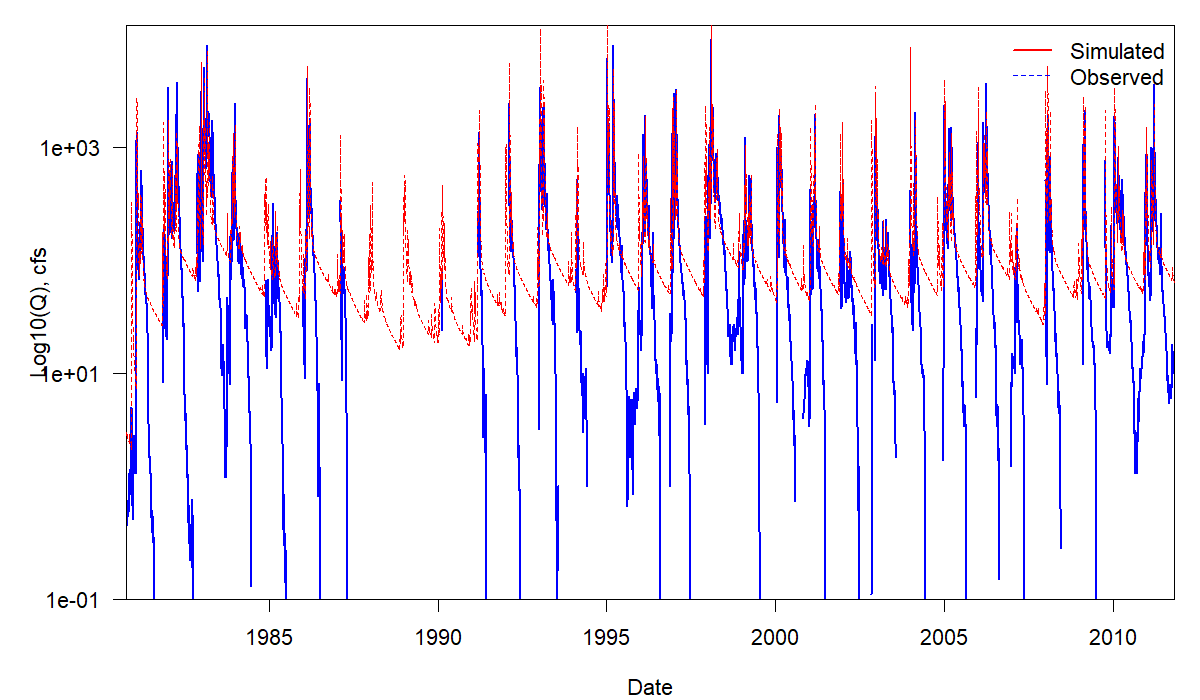 Simulated
Observed
1e+03
1e+01
1e-01
Log10(Q), cfs
1985
1990
1995
2000
2005
2010
Date